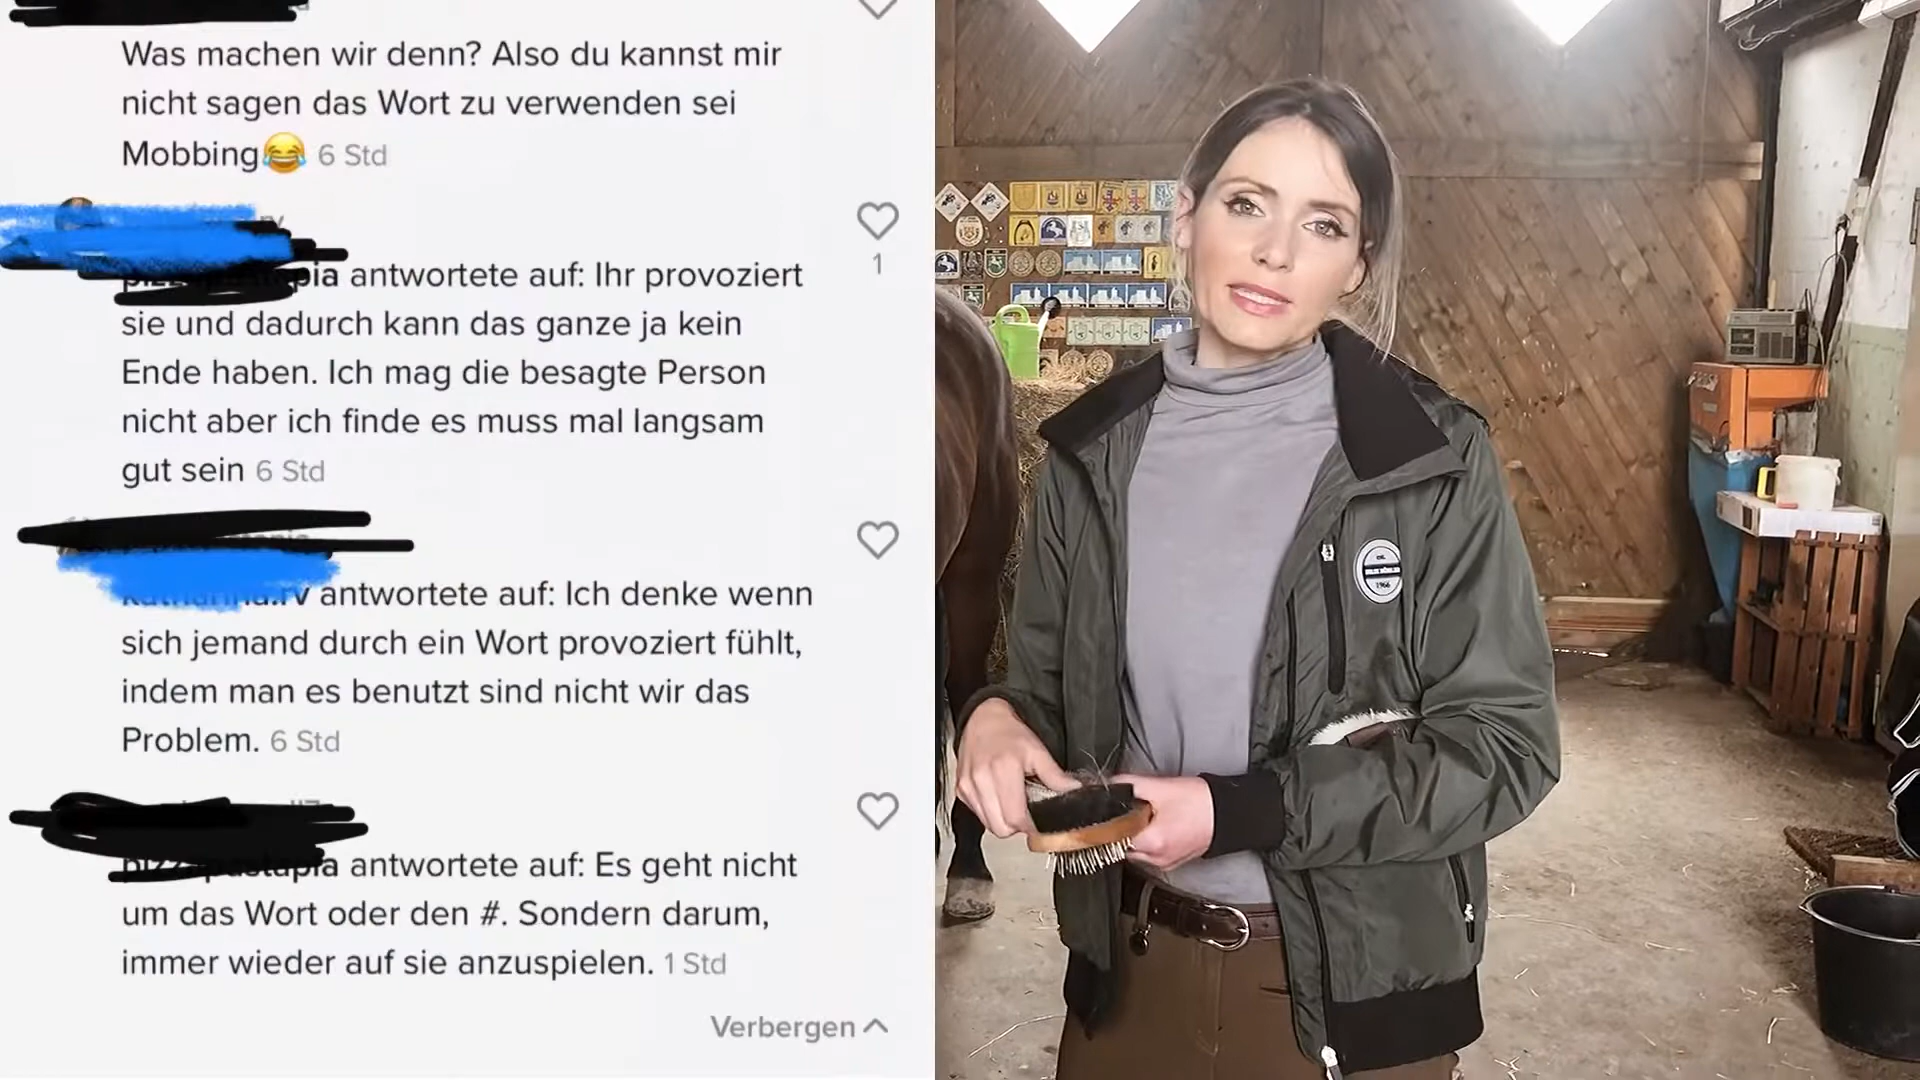 Was machen wir denn? Also du kannst mir
nicht sagen das Wort zu verwenden sei
Mobbing😂 6 Std
1
antwortete auf: Ihr provoziert
sie und dadurch kann das ganze ja kein
Ende haben. Ich mag die besagte Person
nicht aber ich finde es muss mal langsam
gut sein 6 Std
antwortete auf: Ich denke wenn
sich jemand durch ein Wort provoziert fühlt,
indem man es benutzt sind nicht wir das
Problem. 6 Std
antwortete auf: Es geht nicht
um das Wort oder den #. Sondern darum,
immer wieder auf sie anzuspielen. 1 Std
Verbergen
1966